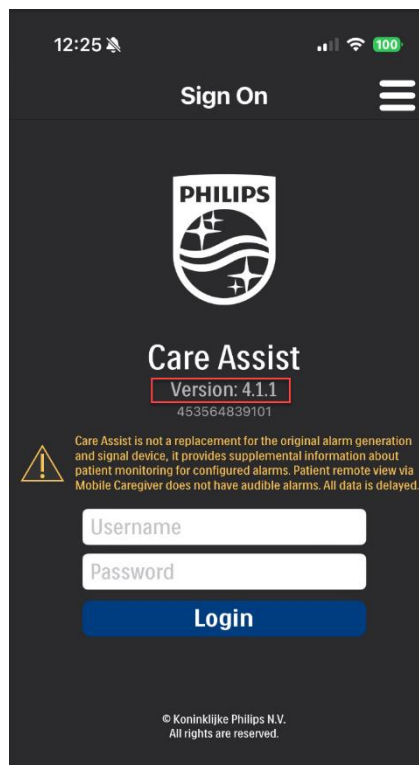 12:25
100
Sign On
PHILIPS
Care Assist
Version: 4.1.1
453564839101
Care Assist is not a replacement for the original alarm generation
and signal device, it provides supplemental information about
patient monitoring for configured alarms. Patient remote view via
Mobile Caregiver does not have audible alarms. All data is delayed.
Username
Password
Login
© Koninklijke Philips N.V.
All rights are reserved.